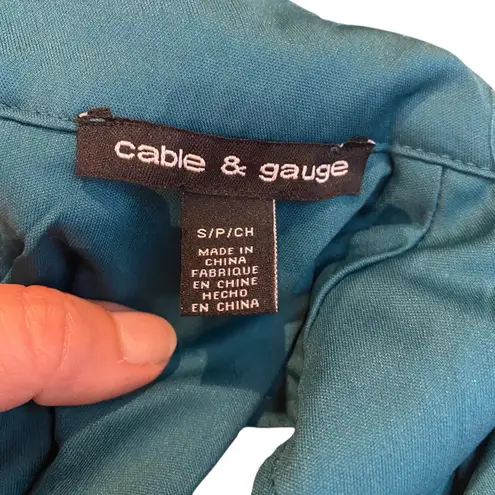 cable & gauge
S/P/CH
MADE IN
CHINA
FABRIQUE
EN CHINE
HECHO
EN CHINA